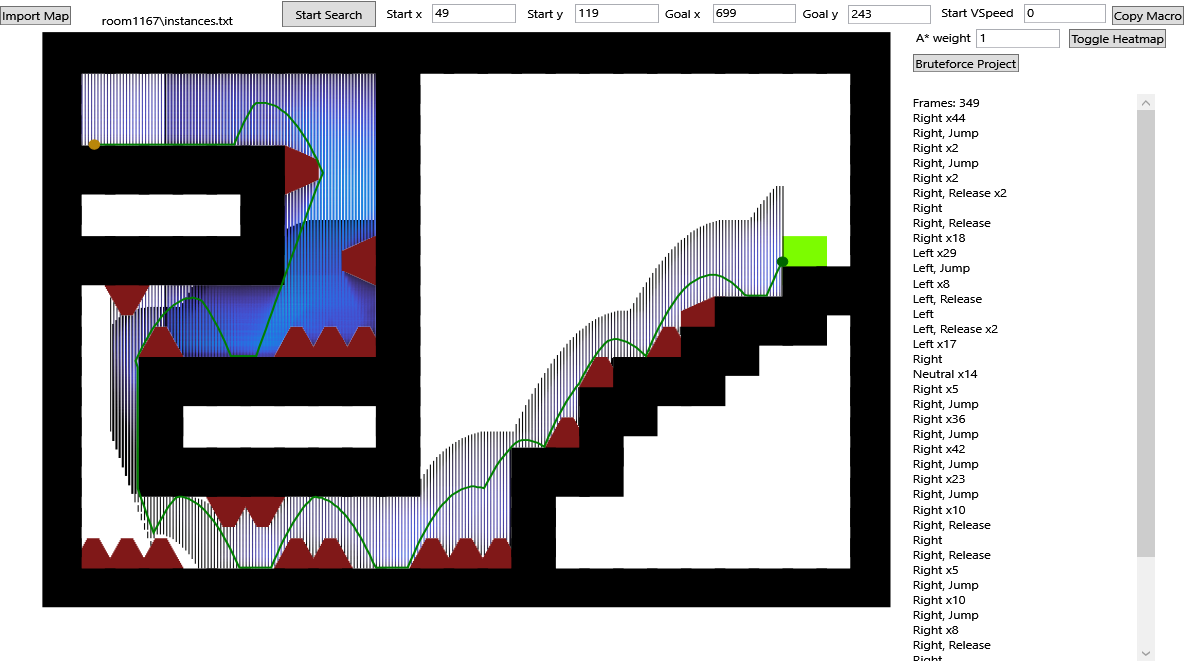 Import Map
room1167\instances.txt
Start Search
Start x 49
Start y 119
Goal x 699
Goal y 243
Start VSpeed 0
Copy Macro
A* weight 1
Toggle Heatmap
Bruteforce Project
Frames: 349
Right x44
Right, Jump
Right x2
Right, Jump
Right x2
Right, Release x2
Right
Right, Release
Right x18
Left x29
Left, Jump
Left x8
Left, Release
Left
Left, Release x2
Left x17
Right
Neutral x14
Right x5
Right, Jump
Right x36
Right, Jump
Right x42
Right, Jump
Right x23
Right, Jump
Right x10
Right, Release
Right
Right, Release
Right x5
Right, Jump
Right x10
Right, Jump
Right x8
Right, Release
Right